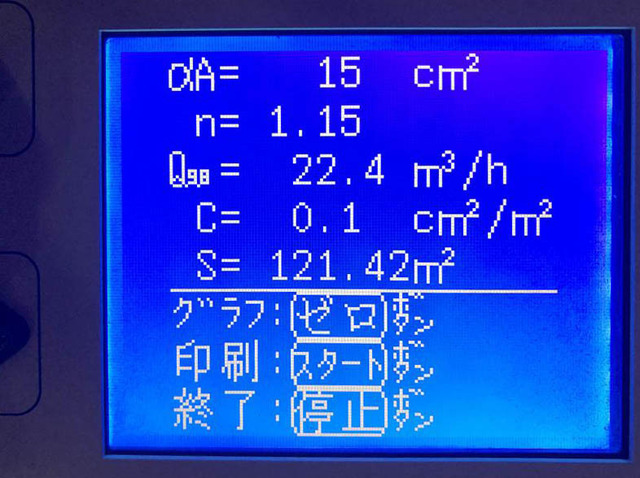 αA= 15 cm²
n= 1.15
Q₉.₈= 22.4 m³/h
C= 0.1 cm²/m²
S= 121.42m²
グラフ:ゼロボタン
印刷:スタートボタン
終了:停止ボタン